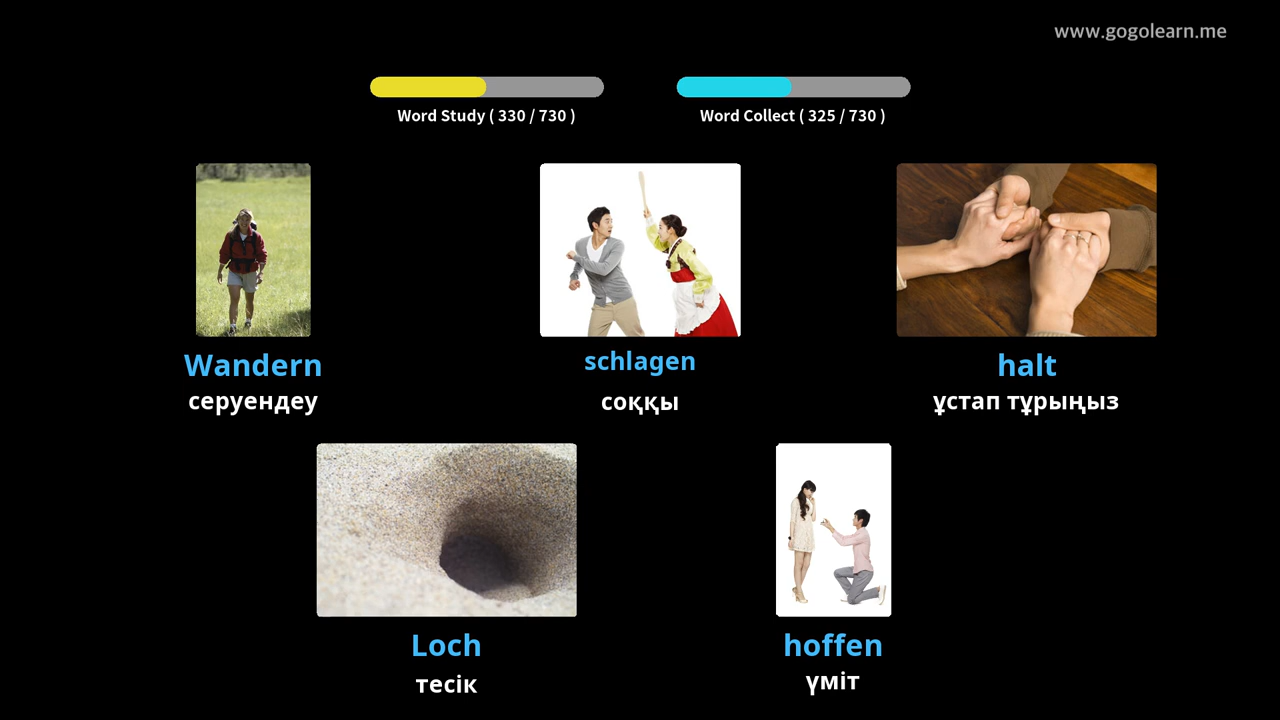 www.gogolearn.me
Word Study ( 330 / 730 )
Word Collect ( 325 / 730 )
Wandern
серуендеу
schlagen
соққы
halt
ұстап тұрыңыз
Loch
тесік
hoffen
үміт